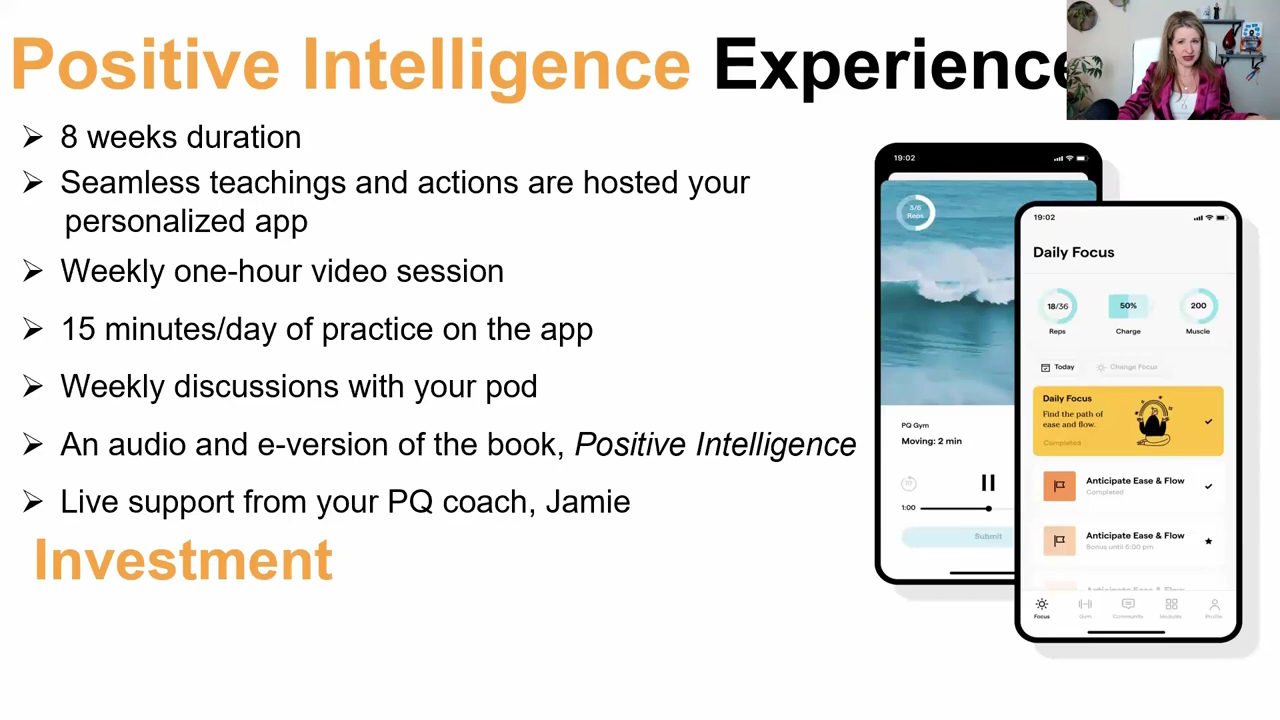 Positive Intelligence Experience
8 weeks duration
Seamless teachings and actions are hosted your
personalized app
Weekly one-hour video session
15 minutes/day of practice on the app
Weekly discussions with your pod
An audio and e-version of the book, Positive Intelligence
Live support from your PQ coach, Jamie
Investment
19:02
3/6
Reps
PQ Gym
Moving: 2 min
1:00
Submit
19:02
Daily Focus
18/36
50%
200
Reps
Charge
Muscle
Today
Change Focus
Daily Focus
Find the path of
ease and flow.
Completed
Anticipate Ease & Flow
Completed
Anticipate Ease & Flow
Bonus until 5:00 pm
Anticipate Ease & Flow
Focus
Gym
Community
Modules
Profile